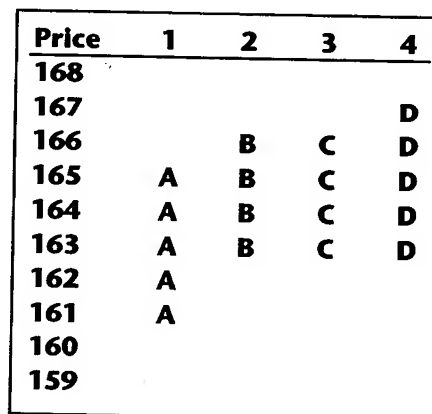 Price 1 2 3 4
168
167 D
166 B C D
165 A B C D
164 A B C D
163 A B C D
162 A
161 A
160
159